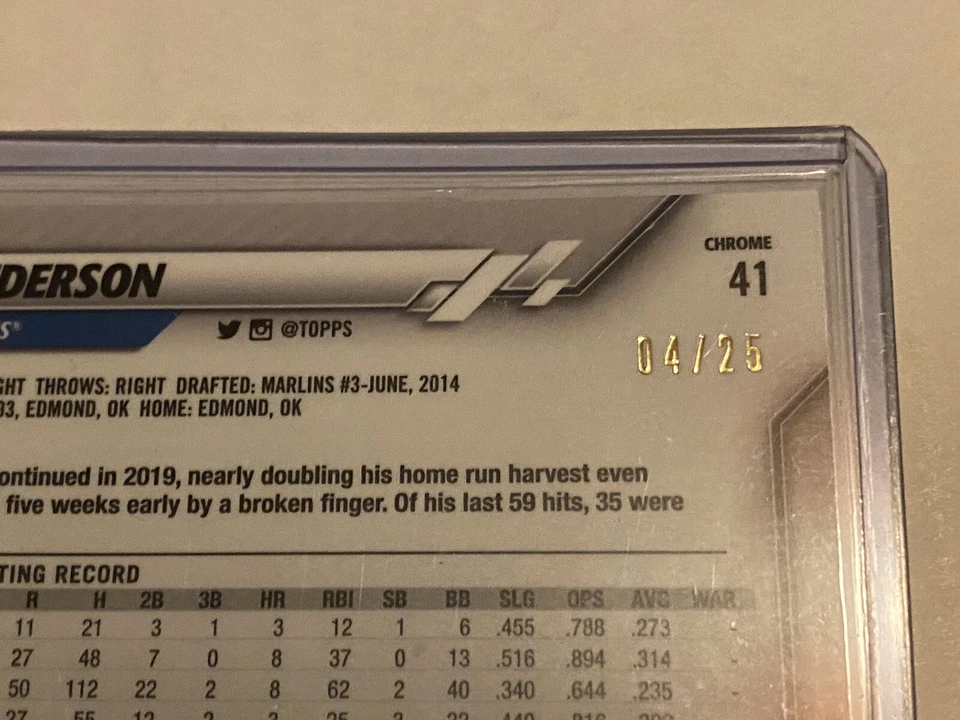 CHROME
41
DERSON
S®
@TOPPS
04/25
GHT THROWS: RIGHT DRAFTED: MARLINS #3-JUNE, 2014
93, EDMOND, OK HOME: EDMOND, OK
ontinued in 2019, nearly doubling his home run harvest even
five weeks early by a broken finger. Of his last 59 hits, 35 were
TING RECORD
R H 2B 3B HR RBI SB BB SLG OPS AVG WAR
11 21 3 1 3 12 1 6 .455 .788 .273 -
27 48 7 0 8 37 0 13 .516 .894 .314 -
50 112 22 2 8 62 2 40 .340 .644 .235